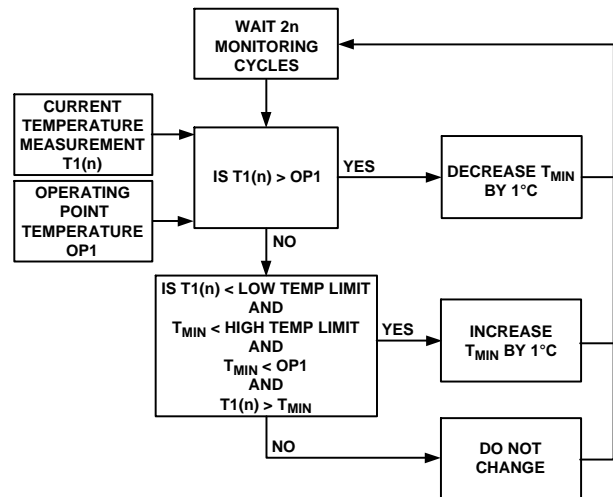 WAIT 2n
MONITORING
CYCLES
CURRENT
TEMPERATURE
MEASUREMENT
T1(n)
OPERATING
POINT
TEMPERATURE
OP1
IS T1(n) > OP1
YES
DECREASE TMIN
BY 1°C
NO
IS T1(n) < LOW TEMP LIMIT
AND
TMIN < HIGH TEMP LIMIT
AND
TMIN < OP1
AND
T1(n) > TMIN
YES
INCREASE
TMIN BY 1°C
NO
DO NOT
CHANGE